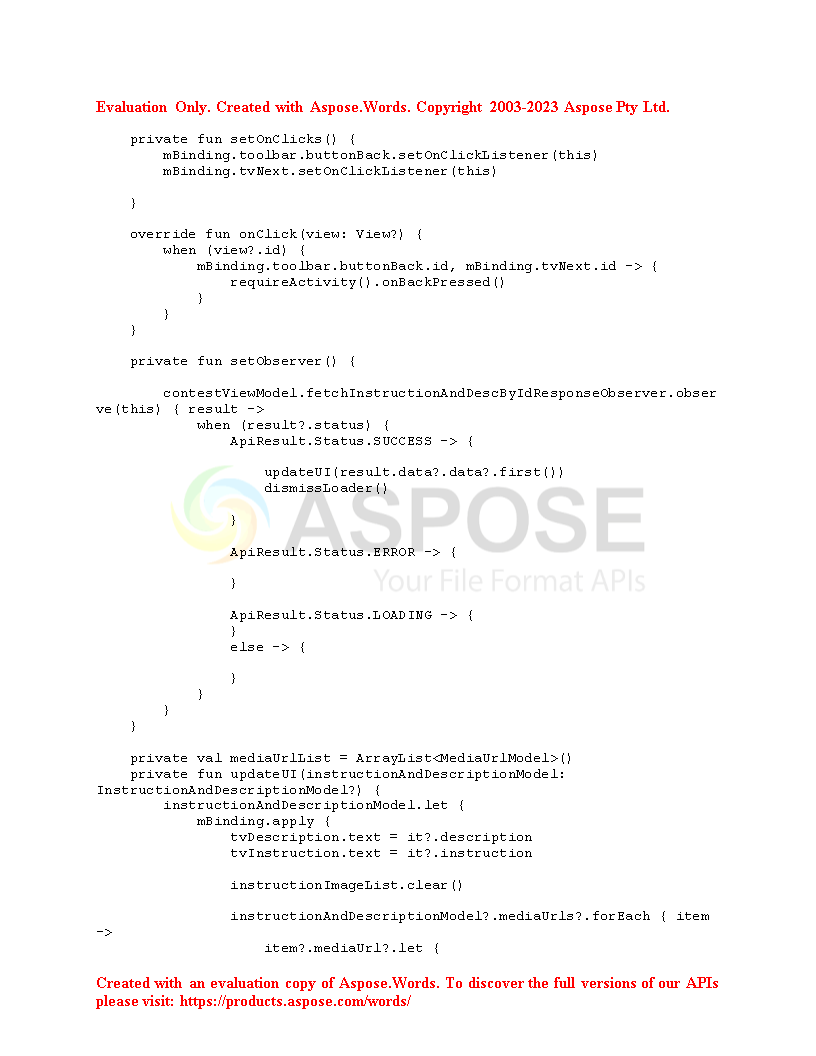 Evaluation Only. Created with Aspose.Words. Copyright 2003-2023 Aspose Pty Ltd.
    private fun setOnClicks() {
        mBinding.toolbar.buttonBack.setOnClickListener(this)
        mBinding.tvNext.setOnClickListener(this)

    }

    override fun onClick(view: View?) {
        when (view?.id) {
            mBinding.toolbar.buttonBack.id, mBinding.tvNext.id -> {
                requireActivity().onBackPressed()
            }
        }
    }

    private fun setObserver() {

        contestViewModel.fetchInstructionAndDescByIdResponseObserver.obser
ve(this) { result ->
            when (result?.status) {
                ApiResult.Status.SUCCESS -> {

                    updateUI(result.data?.data?.first())
                    dismissLoader()

                }

                ApiResult.Status.ERROR -> {

                }

                ApiResult.Status.LOADING -> {
                }
                else -> {

                }
            }
        }
    }

    private val mediaUrlList = ArrayList<MediaUrlModel>()
    private fun updateUI(instructionAndDescriptionModel:
InstructionAndDescriptionModel?) {
        instructionAndDescriptionModel.let {
            mBinding.apply {
                tvDescription.text = it?.description
                tvInstruction.text = it?.instruction

                instructionImageList.clear()

                instructionAndDescriptionModel?.mediaUrls?.forEach { item
->
                    item?.mediaUrl?.let {
ASPOSE
Your File Format APIs
Created with an evaluation copy of Aspose.Words. To discover the full versions of our APIs
please visit: https://products.aspose.com/words/